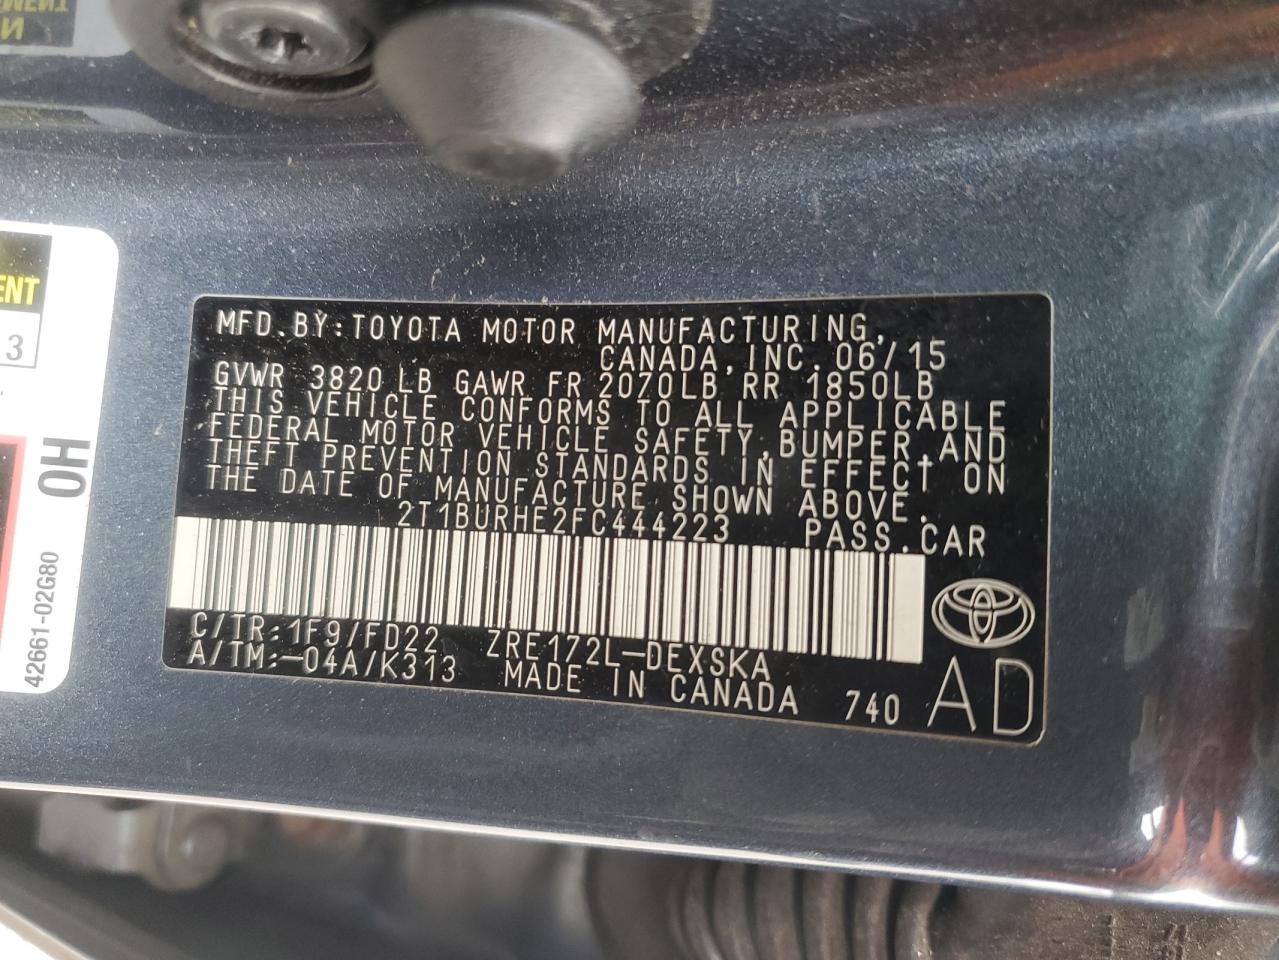 ENT
3
0H
42661-02G80
MFD.BY:TOYOTA MOTOR MANUFACTURING,
CANADA,INC.06/15
GVWR 3820 LB GAWR FR 2070LB RR 1850LB
THIS VEHICLE CONFORMS TO ALL APPLICABLE
FEDERAL MOTOR VEHICLE SAFETY,BUMPER,AND
THEFT PREVENTION STANDARDS IN EFFECT ON
THE DATE OF MANUFACTURE SHOWN ABOVE.
2T1BURHE2FC444223 PASS.CAR
C/TR:1F9/FD22 ZRE172L-DEXSKA
A/TM:-04A/K313 MADE IN CANADA 740
AD